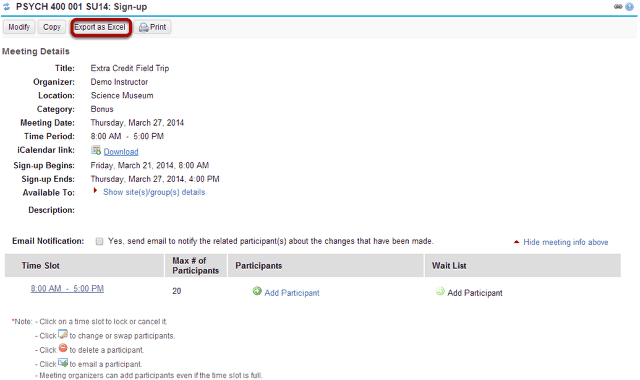 PSYCH 400 001 SU14: Sign-up
Modify Copy Export as Excel Print
Meeting Details
Title: Extra Credit Field Trip
Organizer: Demo Instructor
Location: Science Museum
Category: Bonus
Meeting Date: Thursday, March 27, 2014
Time Period: 8:00 AM - 5:00 PM
iCalendar link: Download
Sign-up Begins: Friday, March 21, 2014, 8:00 AM
Sign-up Ends: Thursday, March 27, 2014, 4:00 PM
Available To: Show site(s)/group(s) details
Description:
Email Notification: Yes, send email to notify the related participant(s) about the changes that have been made. Hide meeting info above
Time Slot Max # of Participants Participants Wait List
8:00 AM - 5:00 PM 20 Add Participant Add Participant
*Note: - Click on a time slot to lock or cancel it.
- Click to change or swap participants.
- Click to delete a participant.
- Click to email a participant.
- Meeting organizers can add participants even if the time slot is full.